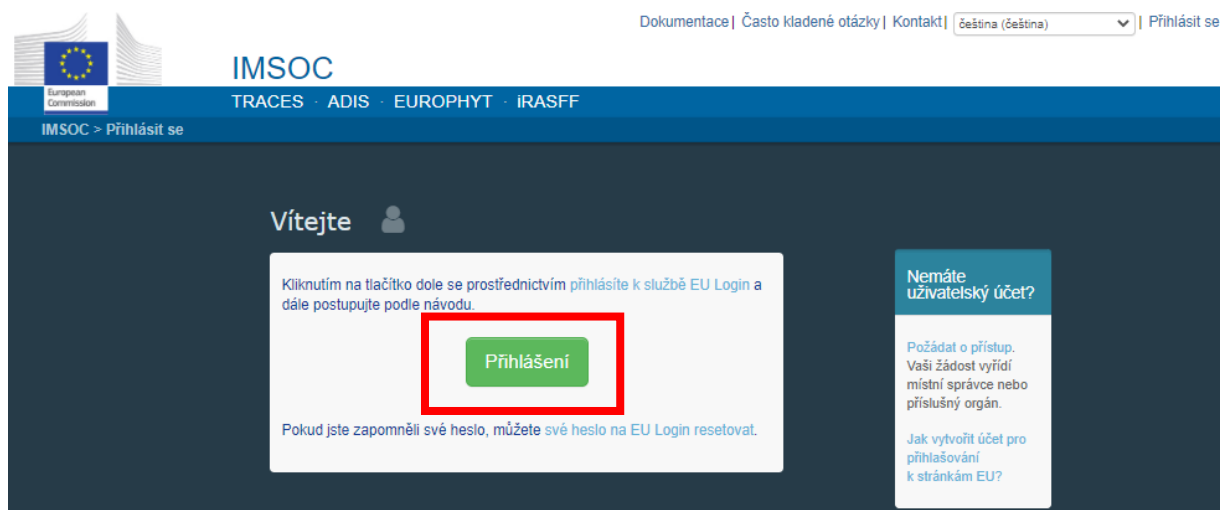 Dokumentace| Často kladené otázky| Kontakt| čeština (čeština) | Přihlásit se
European
Commission
IMSOC
TRACES · ADIS · EUROPHYT · iRASFF
IMSOC > Přihlásit se
Vítejte
Kliknutím na tlačítko dole se prostřednictvím přihlásíte k službě EU Login a
dále postupujte podle návodu.
Přihlášení
Pokud jste zapomněli své heslo, můžete své heslo na EU Login resetovat.
Nemáte
uživatelský účet?
Požádat o přístup.
Vaši žádost vyřídí
místní správce nebo
příslušný orgán.
Jak vytvořit účet pro
přihlašování
k stránkám EU?